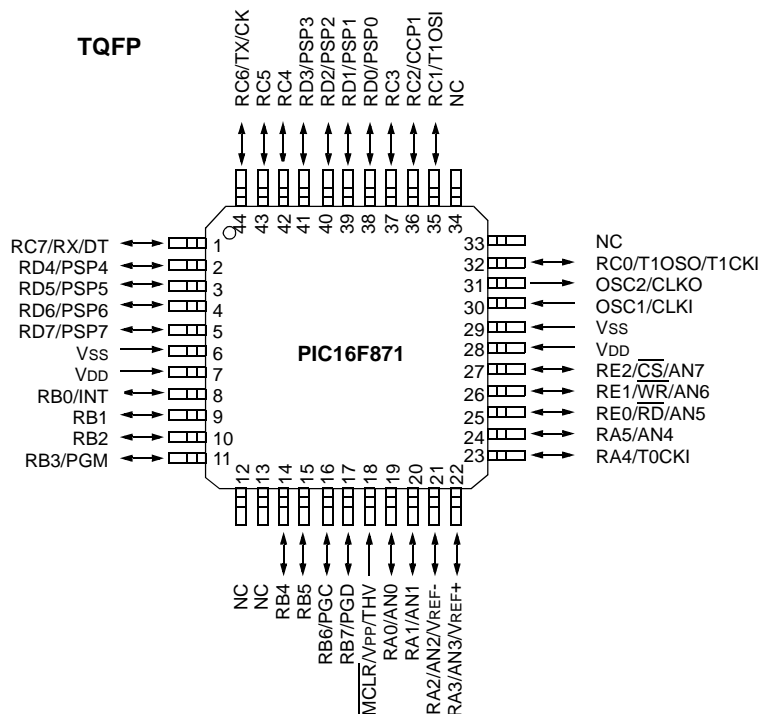 TQFP
RC6/TX/CK
RC5
RC4
RD3/PSP3
RD2/PSP2
RD1/PSP1
RD0/PSP0
RC3
RC2/CCP1
RC1/T1OSI
NC
44
43
42
41
40
39
38
37
36
35
34
RC7/RX/DT
RD4/PSP4
RD5/PSP5
RD6/PSP6
RD7/PSP7
VSS
VDD
RB0/INT
RB1
RB2
RB3/PGM
1
2
3
4
5
6
7
8
9
10
11
PIC16F871
33
32
31
30
29
28
27
26
25
24
23
NC
RC0/T1OSO/T1CKI
OSC2/CLKO
OSC1/CLKI
VSS
VDD
RE2/C̅S̅/AN7
RE1/W̅R̅/AN6
RE0/R̅D̅/AN5
RA5/AN4
RA4/T0CKI
12
13
14
15
16
17
18
19
20
21
22
NC
NC
RB4
RB5
RB6/PGC
RB7/PGD
M̅C̅L̅R̅/VPP/THV
RA0/AN0
RA1/AN1
RA2/AN2/VREF-
RA3/AN3/VREF+